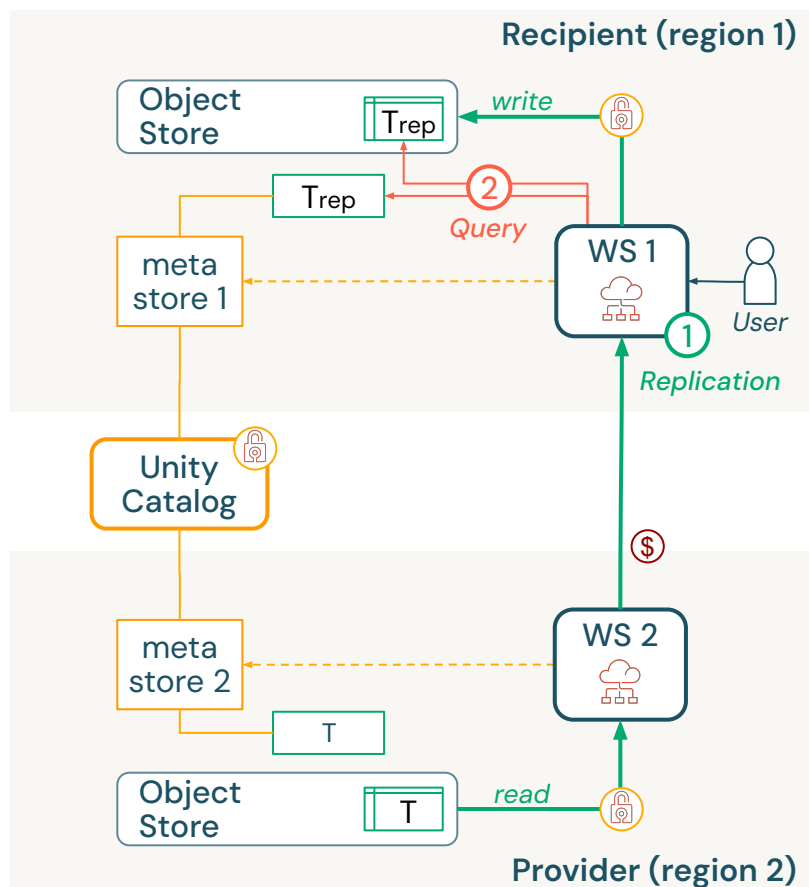 Recipient (region 1)
Object
Store
Trep
write
Trep
2
Query
WS 1
meta
store 1
User
1
Replication
Unity
Catalog
$
WS 2
meta
store 2
T
Object
Store
T
read
Provider (region 2)